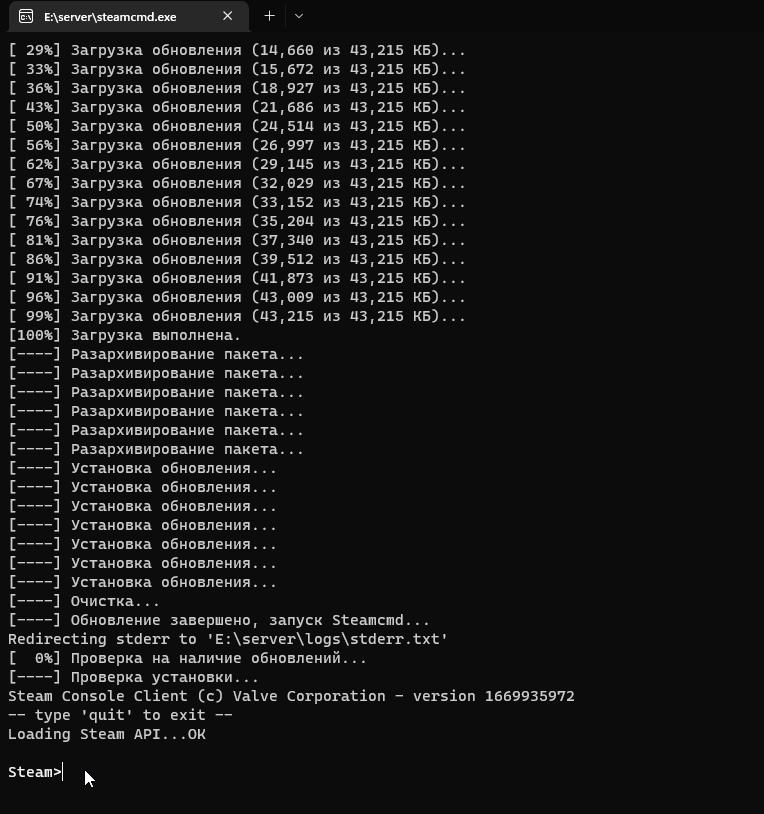 E:\server\steamcmd.exe
[ 29%] Загрузка обновления (14,660 из 43,215 КБ)...
[ 33%] Загрузка обновления (15,672 из 43,215 КБ)...
[ 36%] Загрузка обновления (18,927 из 43,215 КБ)...
[ 43%] Загрузка обновления (21,686 из 43,215 КБ)...
[ 50%] Загрузка обновления (24,514 из 43,215 КБ)...
[ 56%] Загрузка обновления (26,997 из 43,215 КБ)...
[ 62%] Загрузка обновления (29,145 из 43,215 КБ)...
[ 67%] Загрузка обновления (32,029 из 43,215 КБ)...
[ 74%] Загрузка обновления (33,152 из 43,215 КБ)...
[ 76%] Загрузка обновления (35,204 из 43,215 КБ)...
[ 81%] Загрузка обновления (37,340 из 43,215 КБ)...
[ 86%] Загрузка обновления (39,512 из 43,215 КБ)...
[ 91%] Загрузка обновления (41,873 из 43,215 КБ)...
[ 96%] Загрузка обновления (43,009 из 43,215 КБ)...
[ 99%] Загрузка обновления (43,215 из 43,215 КБ)...
[100%] Загрузка выполнена.
[----] Разархивирование пакета...
[----] Разархивирование пакета...
[----] Разархивирование пакета...
[----] Разархивирование пакета...
[----] Разархивирование пакета...
[----] Разархивирование пакета...
[----] Установка обновления...
[----] Установка обновления...
[----] Установка обновления...
[----] Установка обновления...
[----] Установка обновления...
[----] Установка обновления...
[----] Установка обновления...
[----] Очистка...
[----] Обновление завершено, запуск Steamcmd...
Redirecting stderr to 'E:\server\logs\stderr.txt'
[  0%] Проверка на наличие обновлений...
[----] Проверка установки...
Steam Console Client (c) Valve Corporation - version 1669935972
-- type 'quit' to exit --
Loading Steam API...OK
Steam>